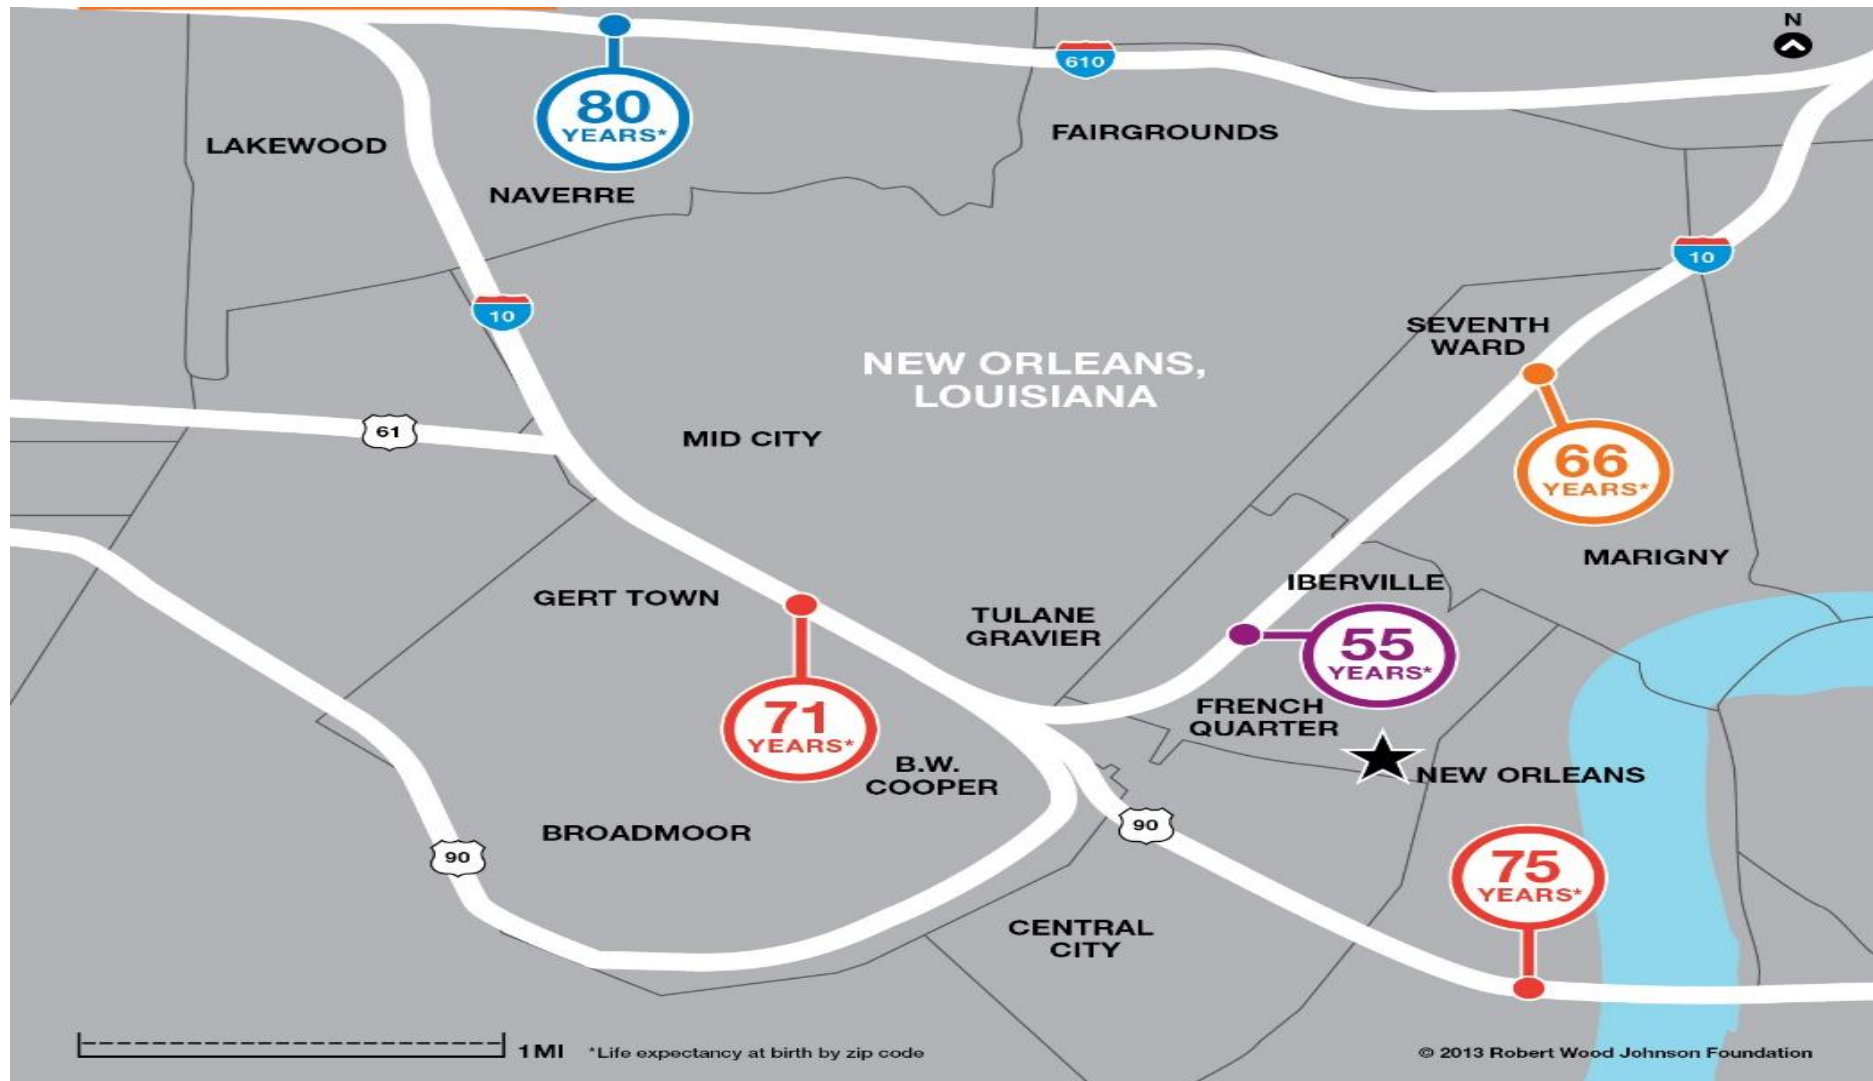 N
610
80
YEARS*
LAKEWOOD
FAIRGROUNDS
NAVERRE
10
10
SEVENTH
WARD
NEW ORLEANS,
LOUISIANA
61
MID CITY
66
YEARS*
MARIGNY
IBERVILLE
GERT TOWN
TULANE
GRAVIER
55
YEARS*
71
YEARS*
FRENCH
QUARTER
B.W.
COOPER
NEW ORLEANS
BROADMOOR
90
90
75
YEARS*
CENTRAL
CITY
1 MI *Life expectancy at birth by zip code
© 2013 Robert Wood Johnson Foundation